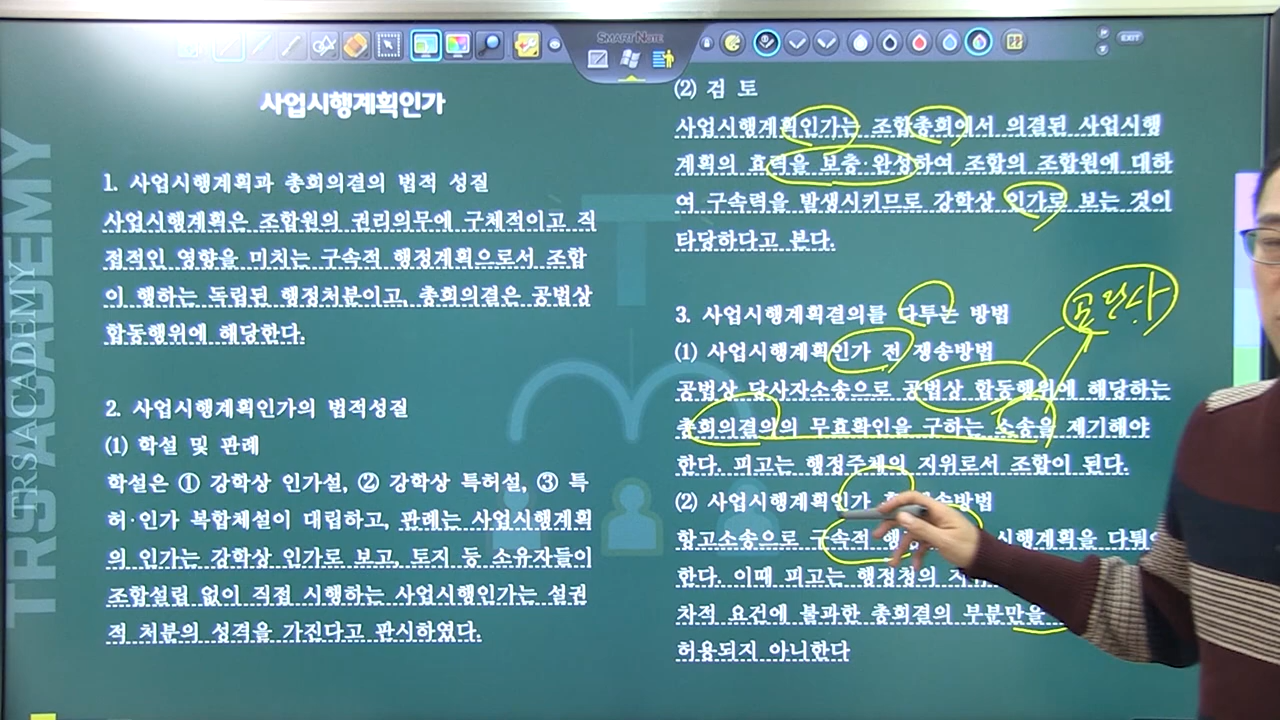 SMART NOTE
EXIT
TRS ACADEMY
TRS ACADEMY
사업시행계획인가
1. 사업시행계획과 총회의결의 법적 성질
사업시행계획은 조합원의 권리의무에 구체적이고 직
접적인 영향을 미치는 구속적 행정계획으로서 조합
이 행하는 독립된 행정처분이고, 총회의결은 공법상
합동행위에 해당한다.
2. 사업시행계획인가의 법적성질
(1) 학설 및 판례
학설은 ① 강학상 인가설, ② 강학상 특허설, ③ 특
허·인가 복합체설이 대립하고, 판례는 사업시행계획
의 인가는 강학상 인가로 보고, 토지 등 소유자들이
조합설립 없이 직접 시행하는 사업시행인가는 설권
적 처분의 성격을 가진다고 판시하였다.
(2) 검 토
사업시행계획인가는 조합총회에서 의결된 사업시행
계획의 효력을 보충·완성하여 조합의 조합원에 대하
여 구속력을 발생시키므로 강학상 인가로 보는 것이
타당하다고 본다.
3. 사업시행계획결의를 다투는 방법
(1) 사업시행계획인가 전 쟁송방법
공법상 당사자소송으로 공법상 합동행위에 해당하는
총회의결의의 무효확인을 구하는 소송을 제기해야
한다. 피고는 행정주체의 지위로서 조합이 된다.
(2) 사업시행계획인가 쟁송방법
항고소송으로 구속적 시행계획을 다퉈
한다. 이때 피고는 행정청의
차적 요건에 불과한 총회결의 부분만을
허용되지 아니한다